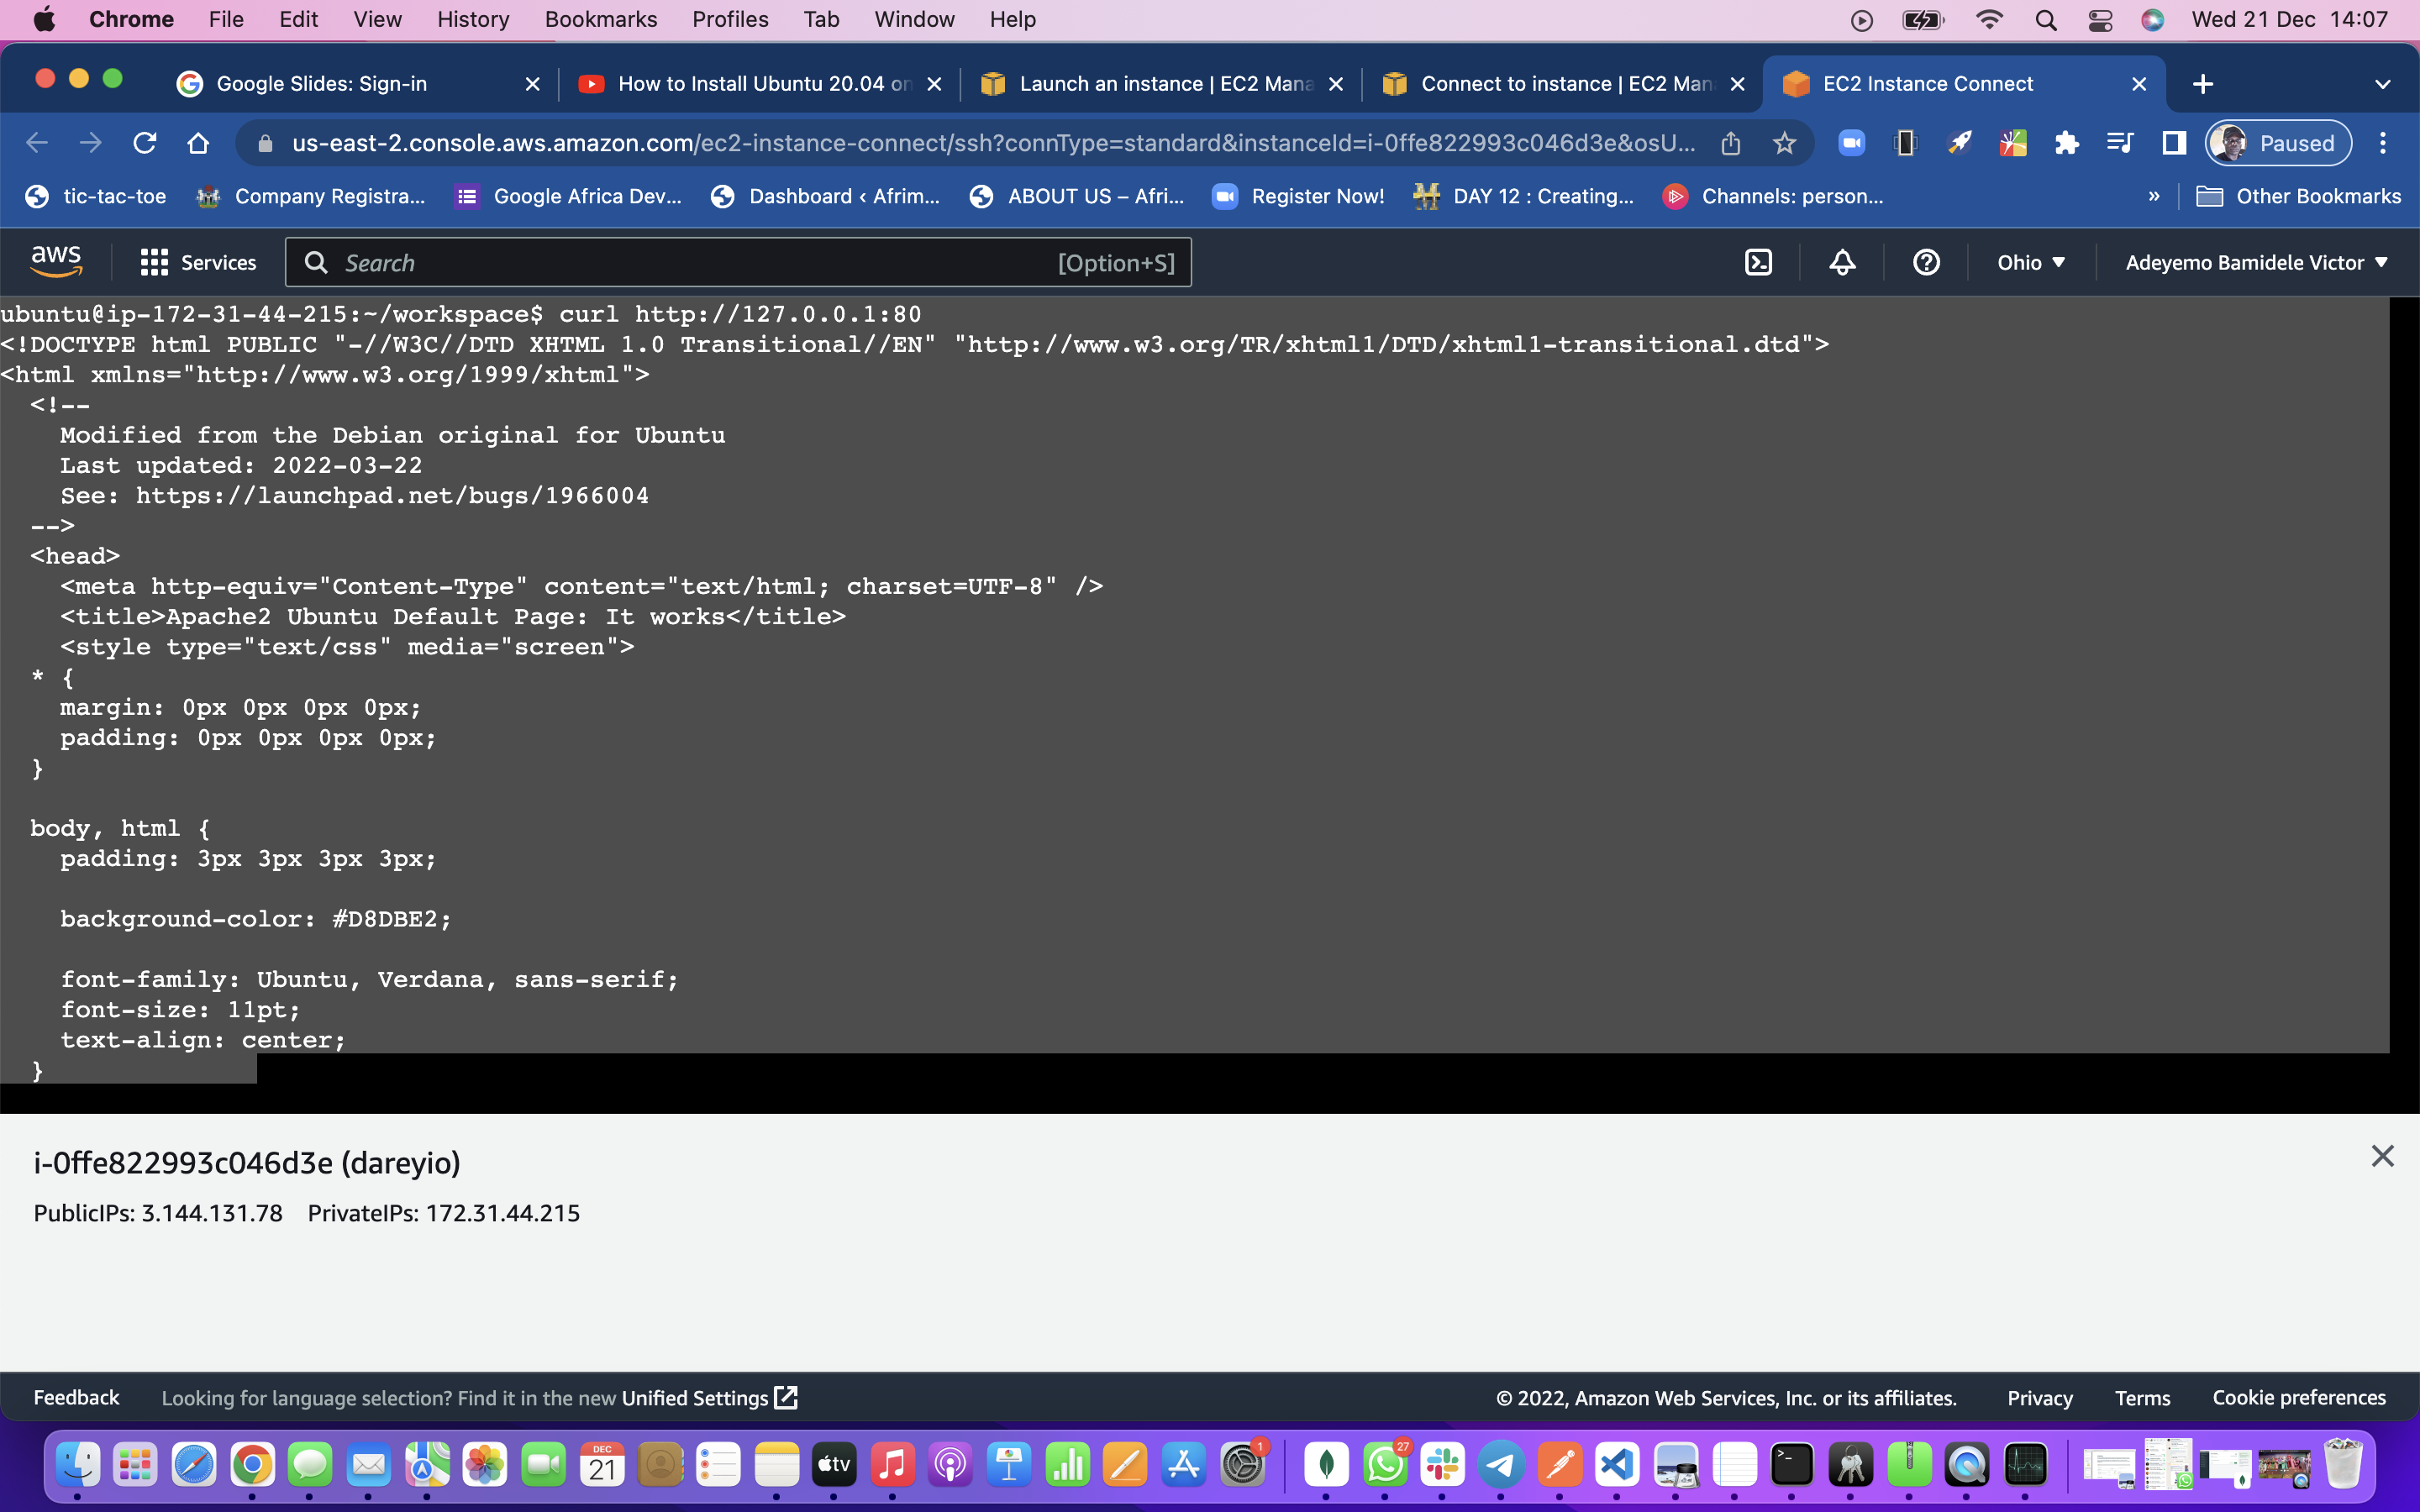 Chrome File Edit View History Bookmarks Profiles Tab Window Help Wed 21 Dec 14:07
Google Slides: Sign-in How to Install Ubuntu 20.04 on Launch an instance | EC2 Mana Connect to instance | EC2 Man EC2 Instance Connect
us-east-2.console.aws.amazon.com/ec2-instance-connect/ssh?connType=standard&instanceId=i-0ffe822993c046d3e&osU... Paused
tic-tac-toe Company Registra... Google Africa Dev... Dashboard ‹ Afrim... ABOUT US – Afri... Register Now! DAY 12 : Creating... Channels: person... » Other Bookmarks
aws Services Search [Option+S] Ohio Adeyemo Bamidele Victor
ubuntu@ip-172-31-44-215:~/workspace$ curl http://127.0.0.1:80
<!DOCTYPE html PUBLIC "-//W3C//DTD XHTML 1.0 Transitional//EN" "http://www.w3.org/TR/xhtml1/DTD/xhtml1-transitional.dtd">
<html xmlns="http://www.w3.org/1999/xhtml">
<!--
Modified from the Debian original for Ubuntu
Last updated: 2022-03-22
See: https://launchpad.net/bugs/1966004
-->
<head>
<meta http-equiv="Content-Type" content="text/html; charset=UTF-8" />
<title>Apache2 Ubuntu Default Page: It works</title>
<style type="text/css" media="screen">
* {
margin: 0px 0px 0px 0px;
padding: 0px 0px 0px 0px;
}
body, html {
padding: 3px 3px 3px 3px;
background-color: #D8DBE2;
font-family: Ubuntu, Verdana, sans-serif;
font-size: 11pt;
text-align: center;
}
i-0ffe822993c046d3e (dareyio)
PublicIPs: 3.144.131.78 PrivateIPs: 172.31.44.215
Feedback Looking for language selection? Find it in the new Unified Settings © 2022, Amazon Web Services, Inc. or its affiliates. Privacy Terms Cookie preferences
DEC
21
tv
1
27